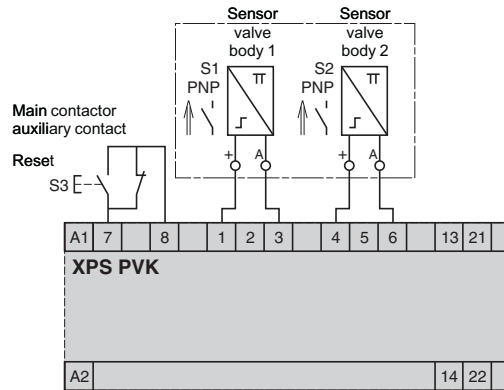 Sensor
valve
body 1
Sensor
valve
body 2
S1
PNP
S2
PNP
+ A
+ A
Main contactor
auxiliary contact
Reset
S3
A1 7 8 1 2 3 4 5 6 13 21
XPS PVK
A2 14 22